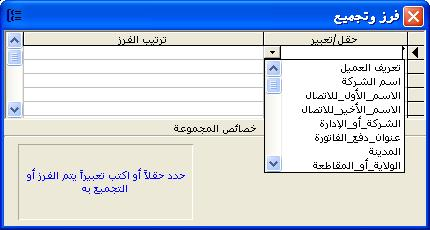 فرز وتجميع
حقل/تعبير
ترتيب الفرز
تعريف العميل
اسم الشركة
الاسم_الأول_للاتصال
الاسم_الأخير_للاتصال
الشركة_أو_الإدارة
عنوان_دفع_الفاتورة
المدينة
الولاية_أو_المقاطعة
خصائص المجموعة
حدد حقلاً أو اكتب تعبيراً يتم الفرز أو
التجميع به